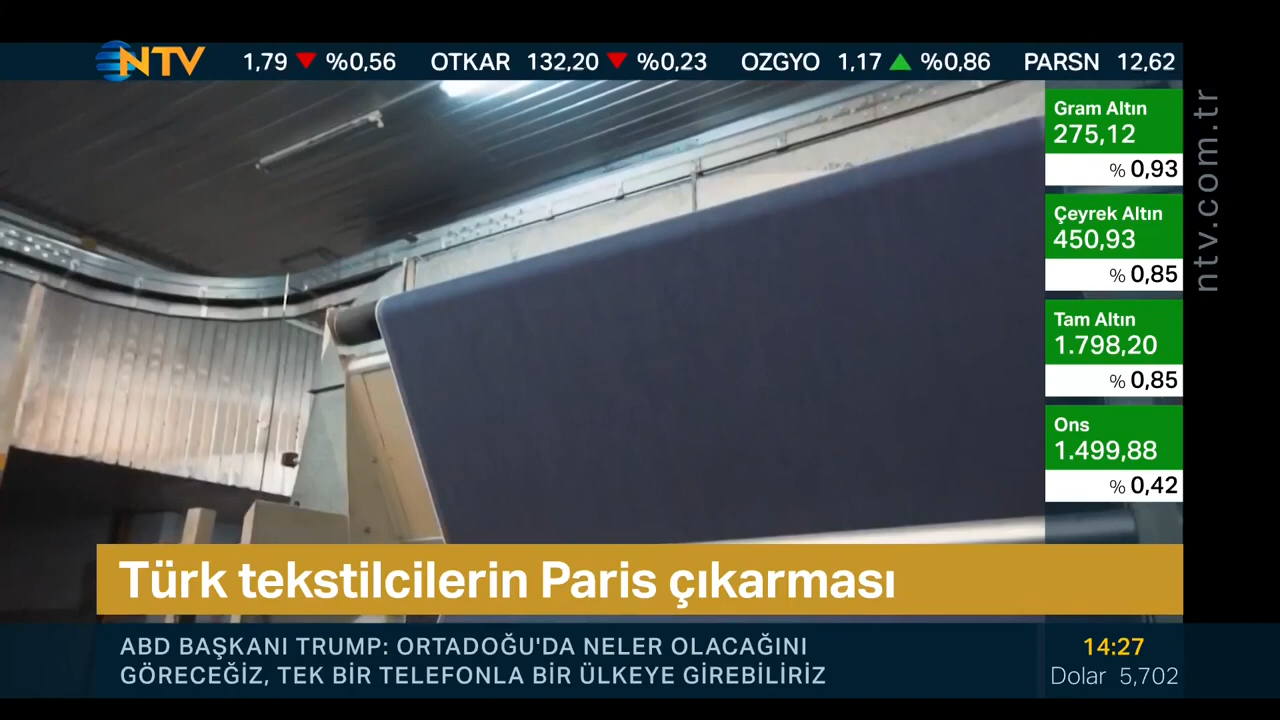 NTV 1,79 %0,56 OTKAR 132,20 %0,23 OZGYO 1,17 %0,86 PARSN 12,62
Gram Altın
275,12
% 0,93
Çeyrek Altın
450,93
% 0,85
Tam Altın
1.798,20
% 0,85
Ons
1.499,88
% 0,42
ntv.com.tr
Türk tekstilcilerin Paris çıkarması
ABD BAŞKANI TRUMP: ORTADOĞU'DA NELER OLACAĞINI
GÖRECEĞİZ, TEK BİR TELEFONLA BİR ÜLKEYE GİREBİLİRİZ
14:27
Dolar 5,702